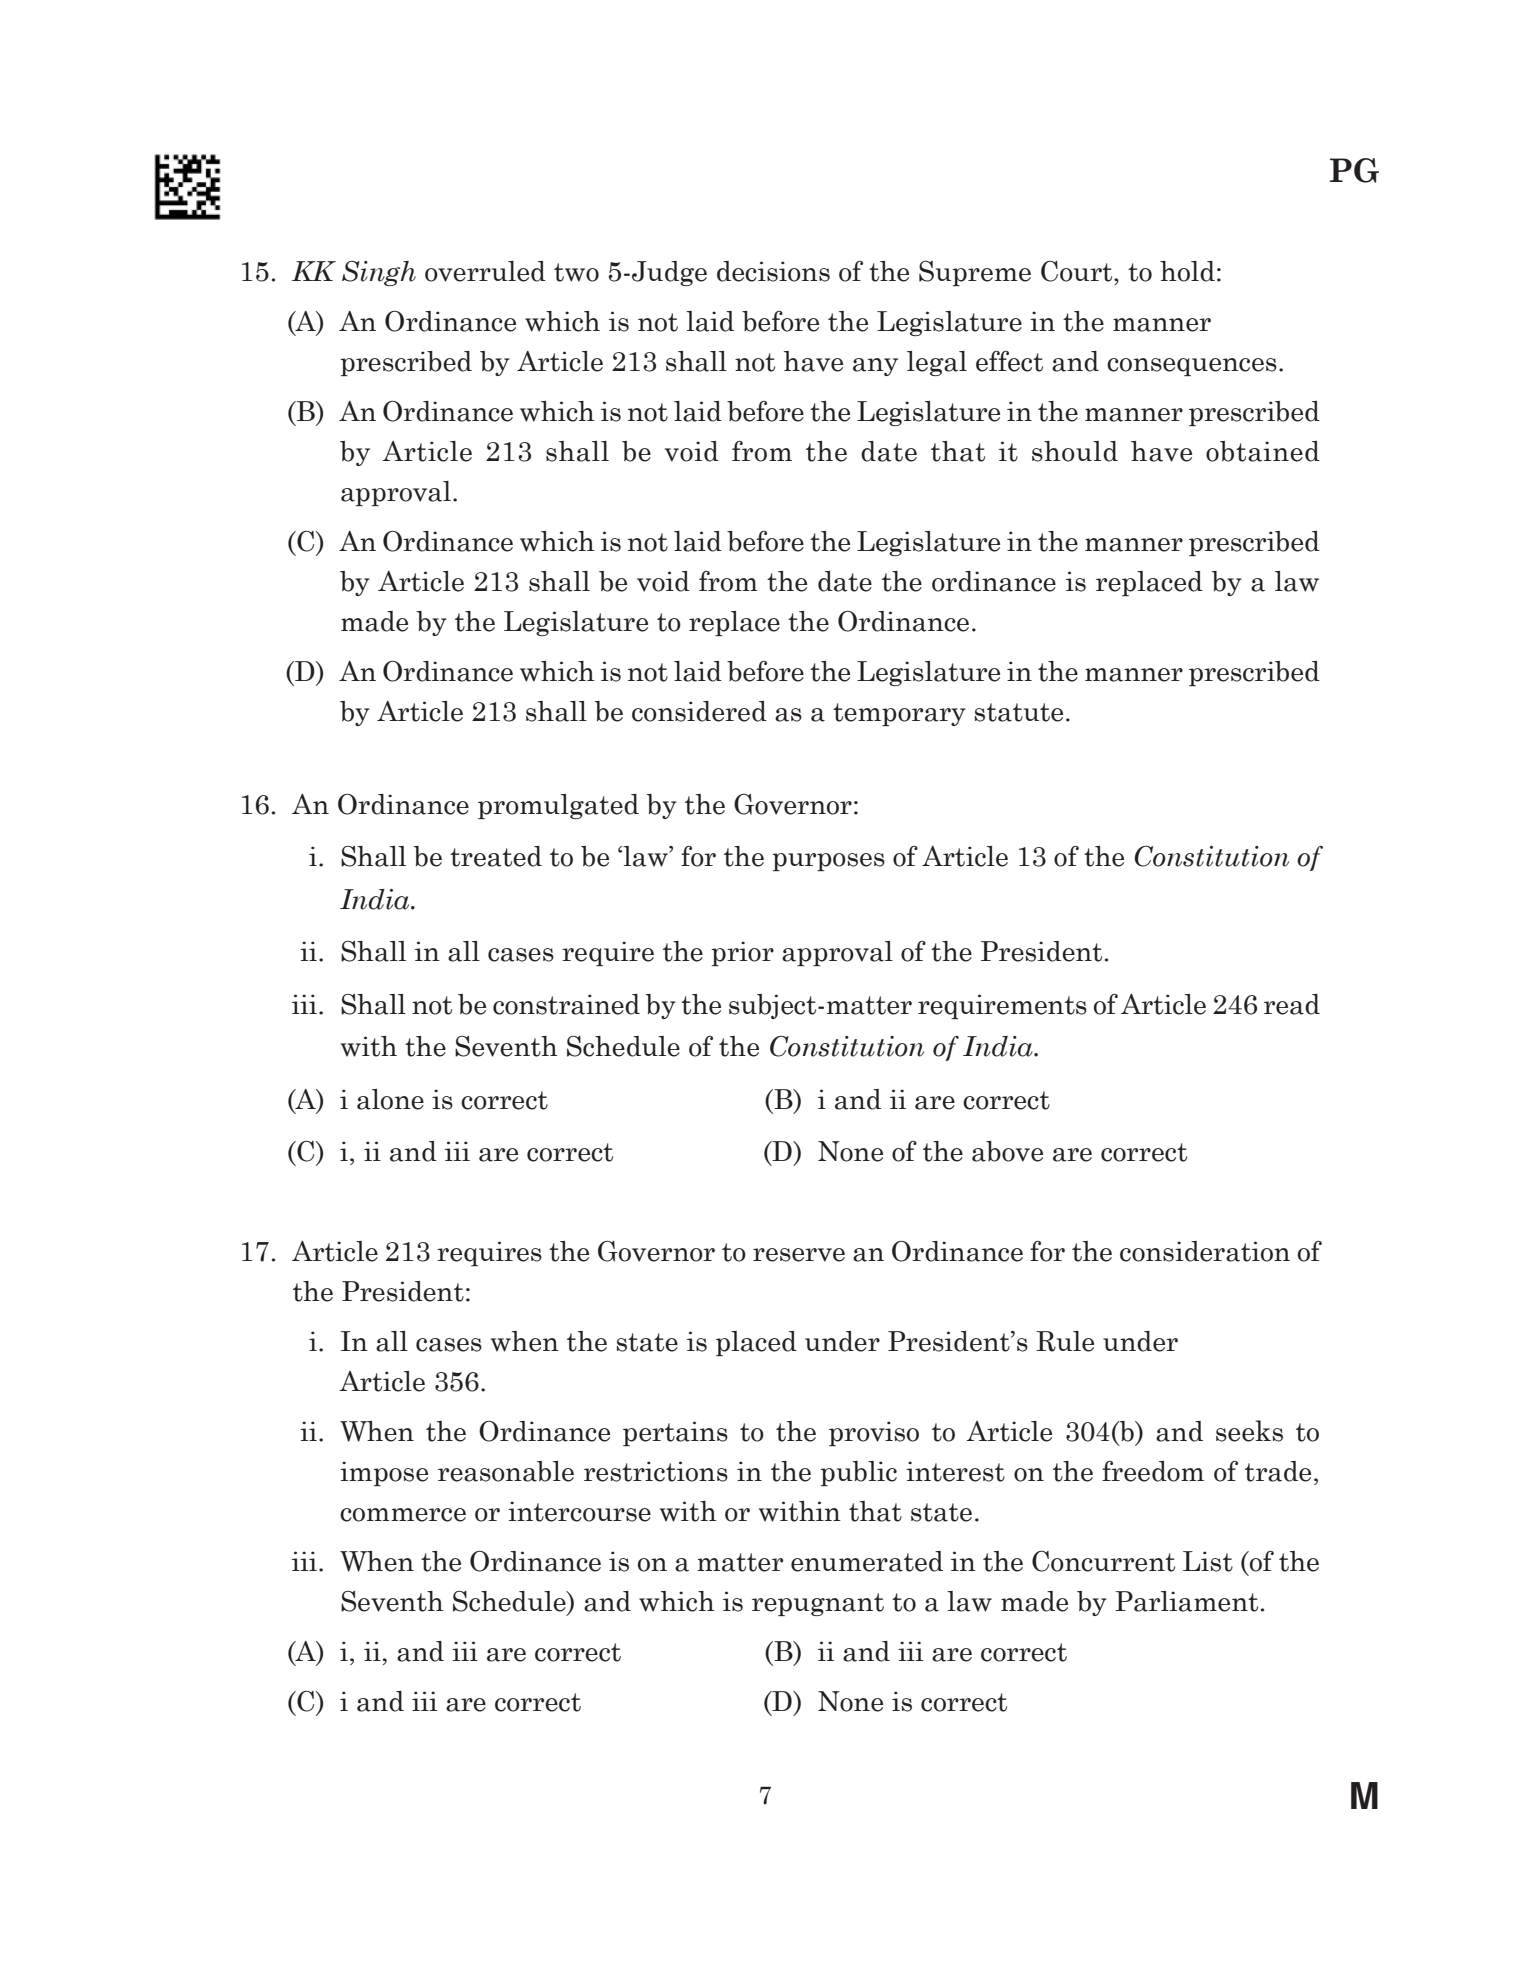 PG
15. KK Singh overruled two 5-Judge decisions of the Supreme Court, to hold:
(A) An Ordinance which is not laid before the Legislature in the manner
prescribed by Article 213 shall not have any legal effect and consequences.
(B) An Ordinance which is not laid before the Legislature in the manner prescribed
by Article 213 shall be void from the date that it should have obtained
approval.
(C) An Ordinance which is not laid before the Legislature in the manner prescribed
by Article 213 shall be void from the date the ordinance is replaced by a law
made by the Legislature to replace the Ordinance.
(D) An Ordinance which is not laid before the Legislature in the manner prescribed
by Article 213 shall be considered as a temporary statute.
16. An Ordinance promulgated by the Governor:
i. Shall be treated to be ‘law’ for the purposes of Article 13 of the Constitution of
India.
ii. Shall in all cases require the prior approval of the President.
iii. Shall not be constrained by the subject-matter requirements of Article 246 read
with the Seventh Schedule of the Constitution of India.
(A) i alone is correct (B) i and ii are correct
(C) i, ii and iii are correct (D) None of the above are correct
17. Article 213 requires the Governor to reserve an Ordinance for the consideration of
the President:
i. In all cases when the state is placed under President’s Rule under
Article 356.
ii. When the Ordinance pertains to the proviso to Article 304(b) and seeks to
impose reasonable restrictions in the public interest on the freedom of trade,
commerce or intercourse with or within that state.
iii. When the Ordinance is on a matter enumerated in the Concurrent List (of the
Seventh Schedule) and which is repugnant to a law made by Parliament.
(A) i, ii, and iii are correct (B) ii and iii are correct
(C) i and iii are correct (D) None is correct
7
M